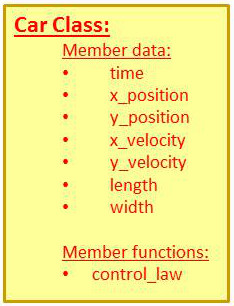 Car Class:
Member data:
• time
• x_position
• y_position
• x_velocity
• y_velocity
• length
• width
Member functions:
• control_law